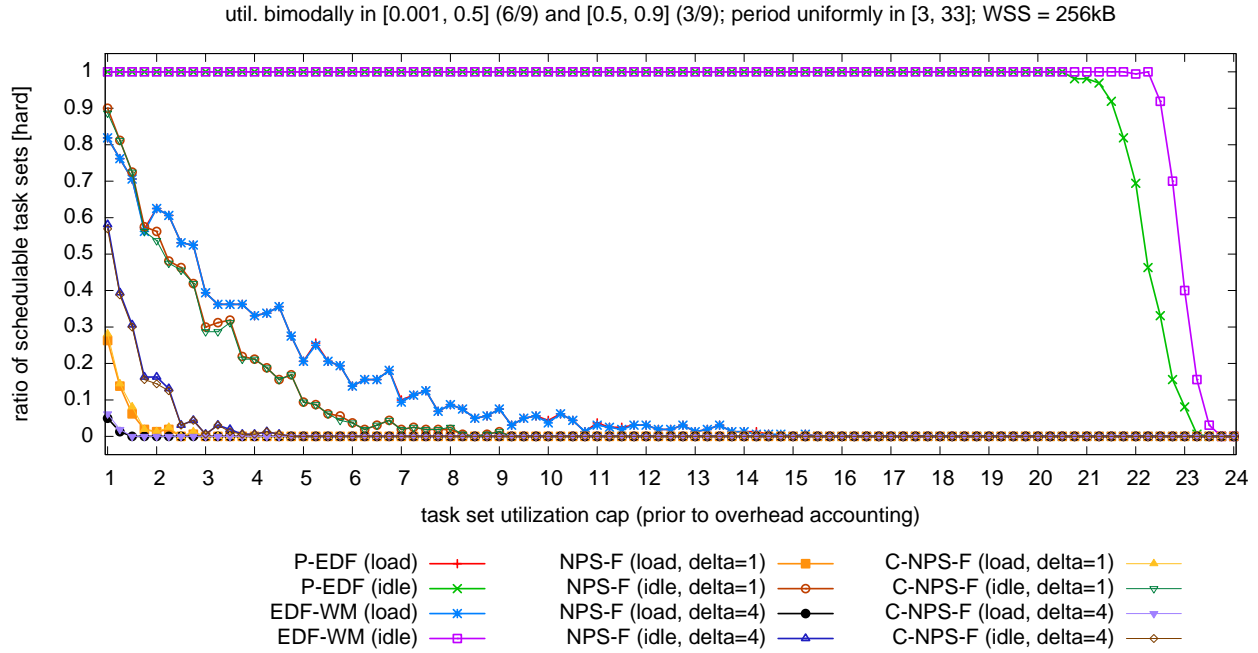 util. bimodally in [0.001, 0.5] (6/9) and [0.5, 0.9] (3/9); period uniformly in [3, 33]; WSS = 256kB
ratio of schedulable task sets [hard]
1
0.9
0.8
0.7
0.6
0.5
0.4
0.3
0.2
0.1
0
1 2 3 4 5 6 7 8 9 10 11 12 13 14 15 16 17 18 19 20 21 22 23 24
task set utilization cap (prior to overhead accounting)
P-EDF (load) NPS-F (load, delta=1) C-NPS-F (load, delta=1)
P-EDF (idle) NPS-F (idle, delta=1) C-NPS-F (idle, delta=1)
EDF-WM (load) NPS-F (load, delta=4) C-NPS-F (load, delta=4)
EDF-WM (idle) NPS-F (idle, delta=4) C-NPS-F (idle, delta=4)